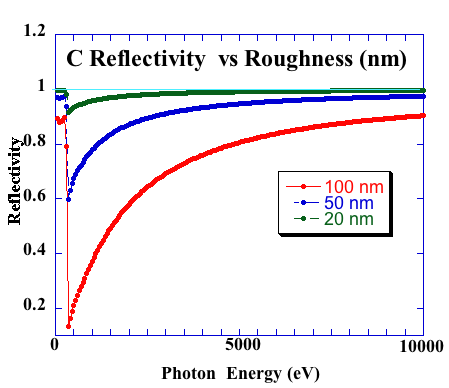 C Reflectivity vs Roughness (nm)
1.2
1
0.8
0.6
0.4
0.2
Reflectivity
100 nm
50 nm
20 nm
0
5000
10000
Photon Energy (eV)